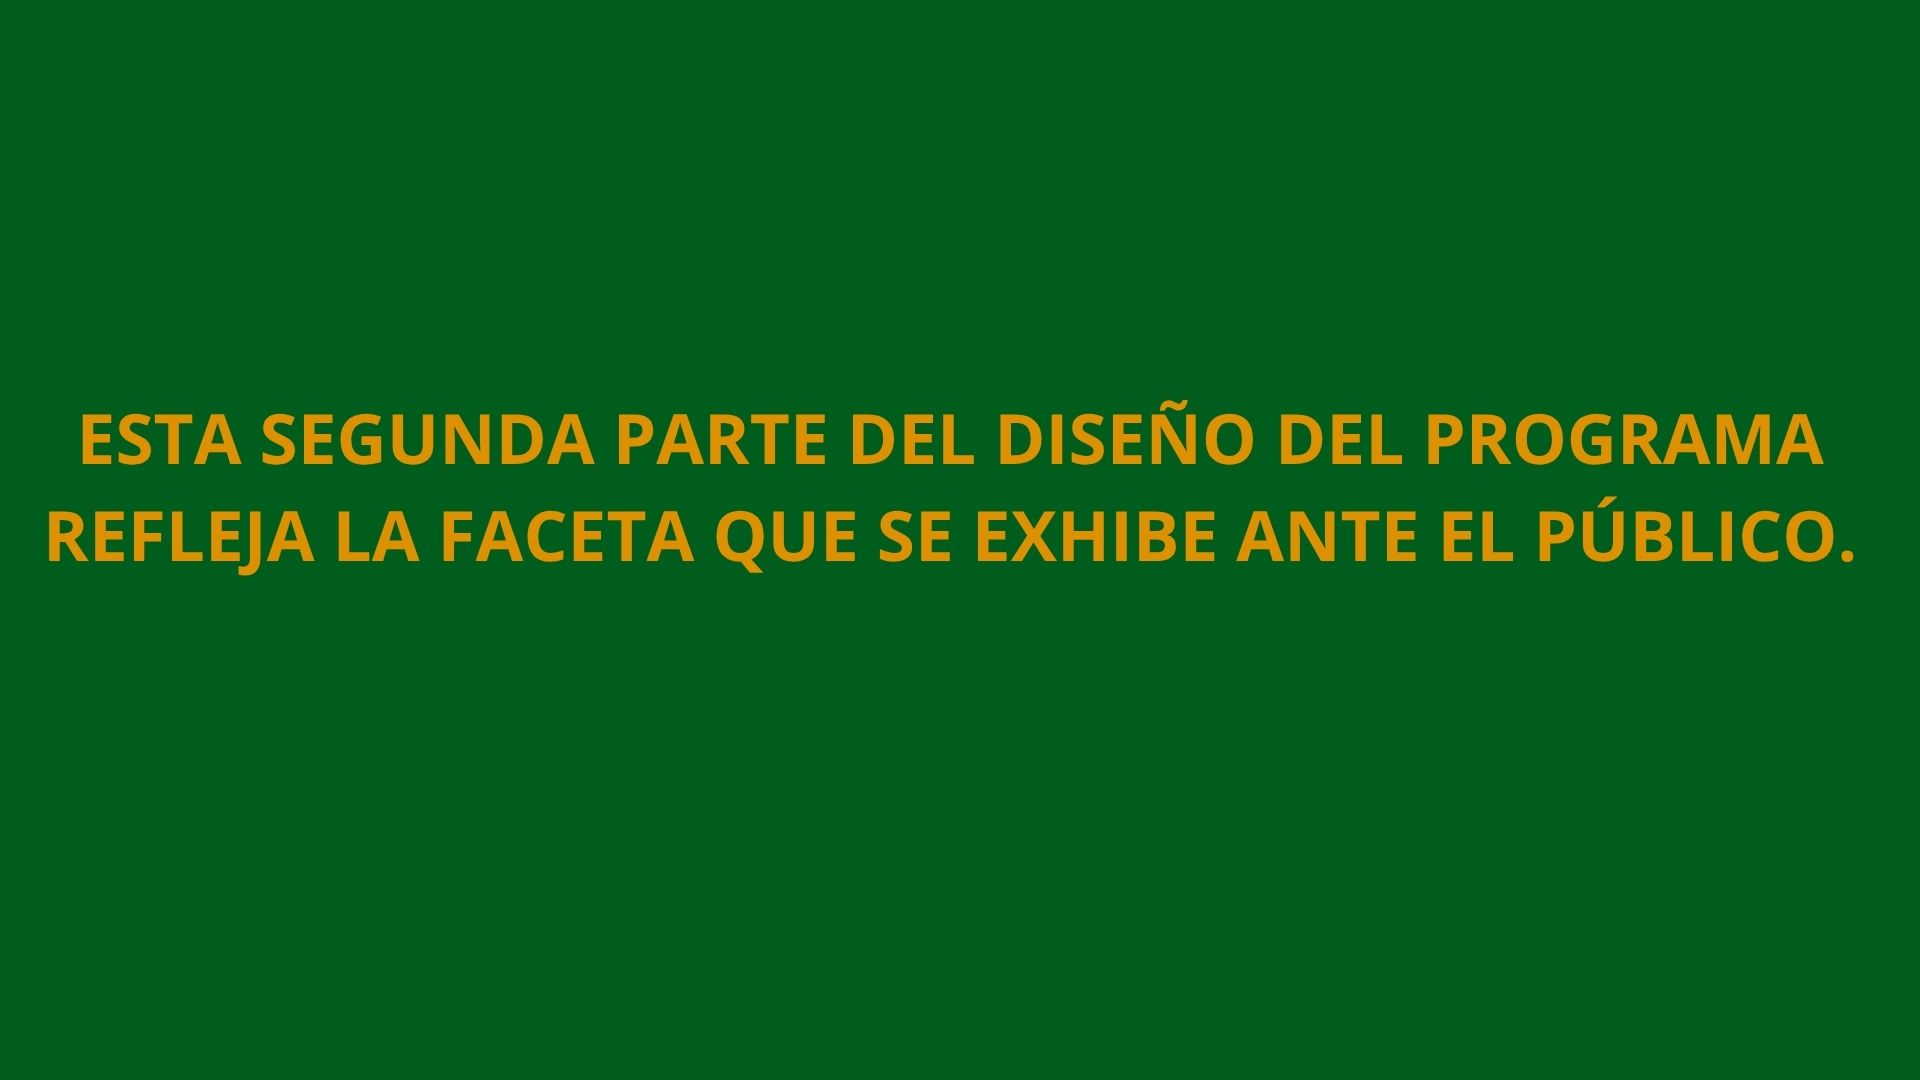 ESTA SEGUNDA PARTE DEL DISEÑO DEL PROGRAMA
REFLEJA LA FACETA QUE SE EXHIBE ANTE EL PÚBLICO.